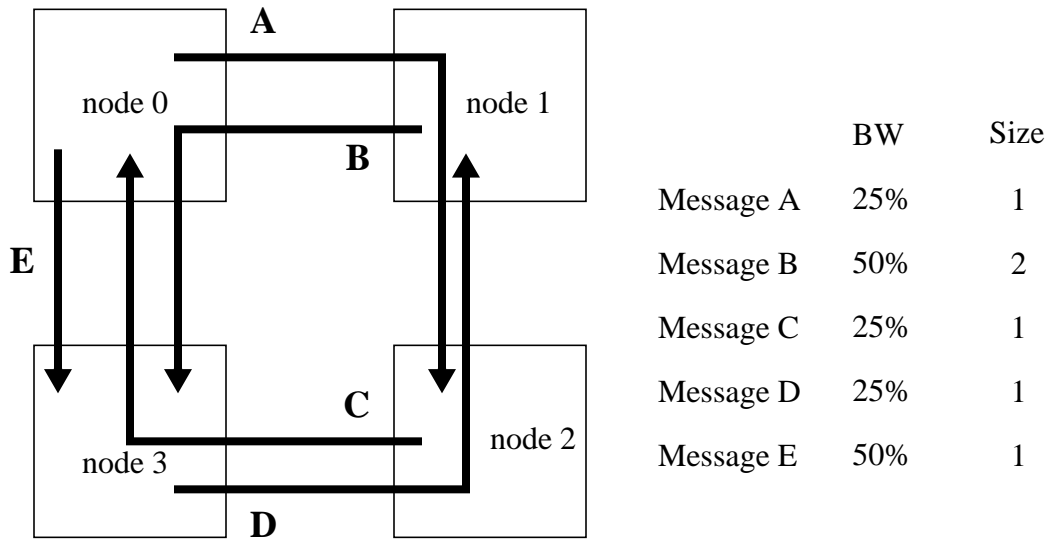 A
node 0
node 1
B
E
C
node 3
node 2
D
BW Size
Message A 25% 1
Message B 50% 2
Message C 25% 1
Message D 25% 1
Message E 50% 1